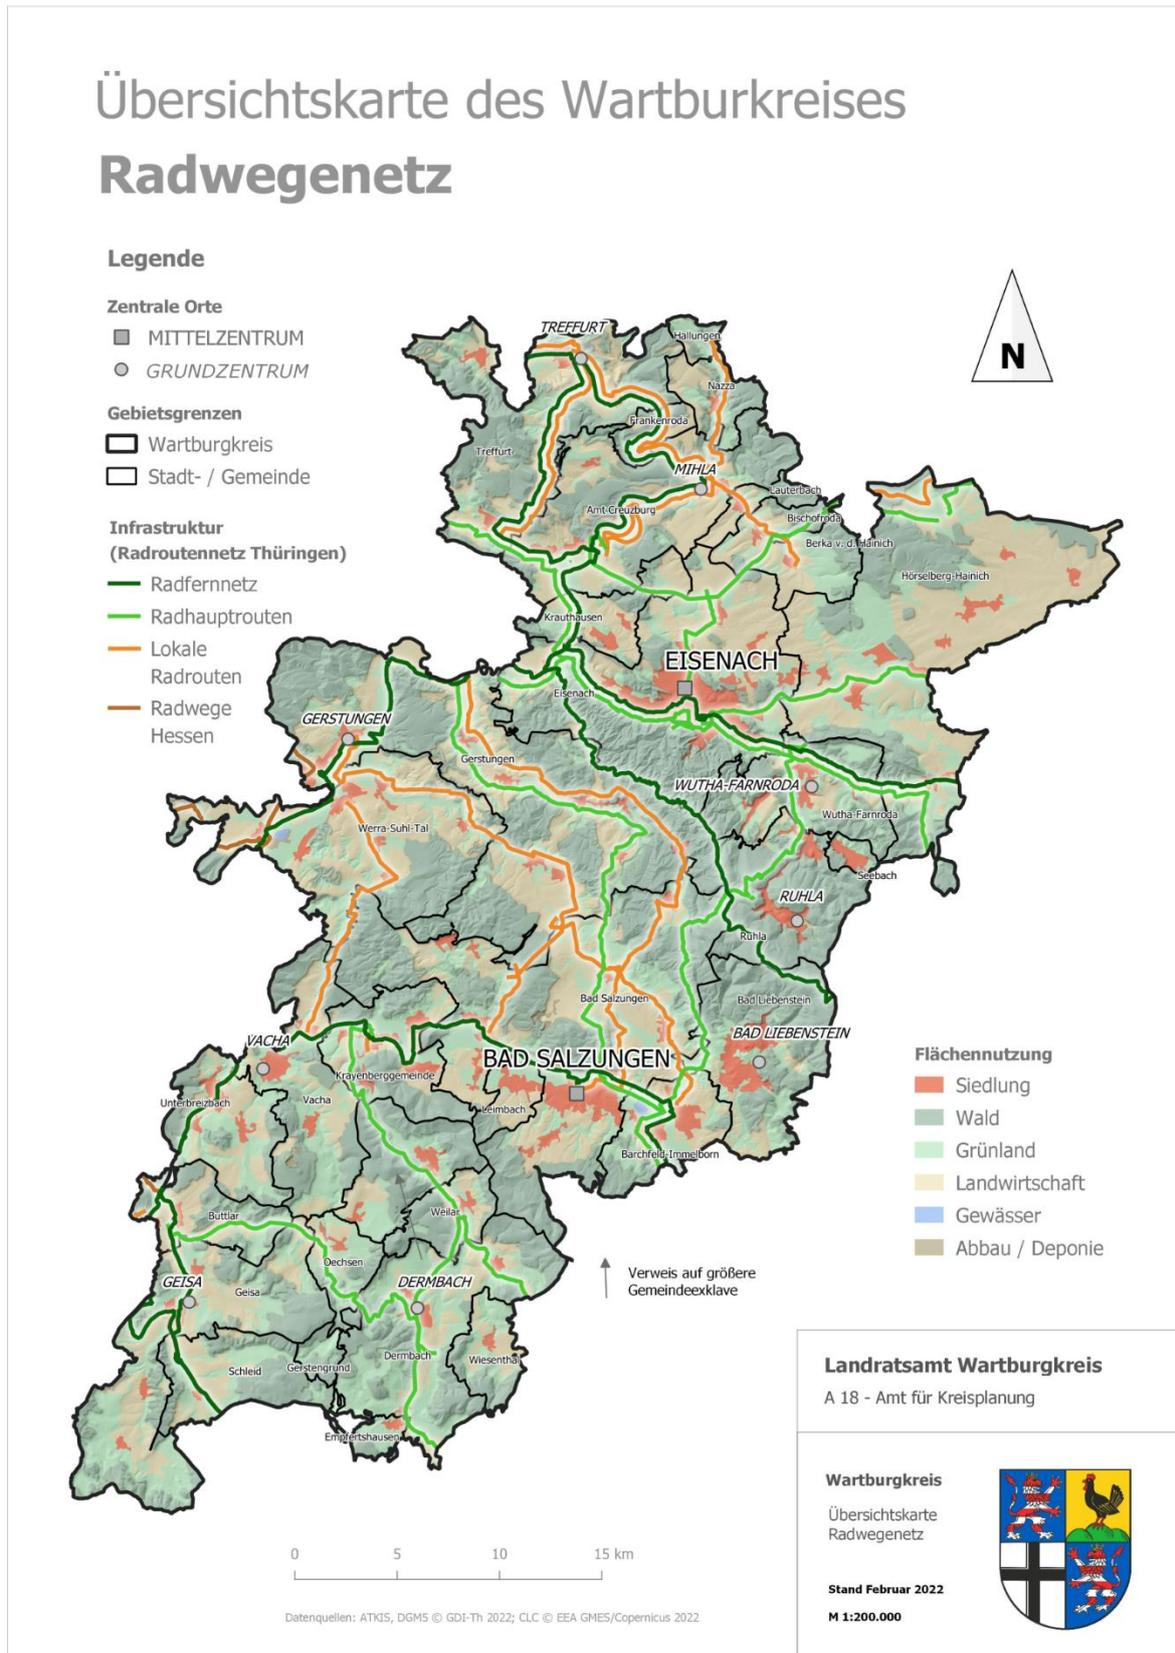 Übersichtskarte des Wartburkreises
Radwegenetz
Legende
Zentrale Orte
MITTELZENTRUM
GRUNDZENTRUM
Gebietsgrenzen
Wartburgkreis
Stadt- / Gemeinde
Infrastruktur
(Radroutennetz Thüringen)
Radfernnetz
Radhauptrouten
Lokale
Radrouten
Radwege
Hessen
N
TREFFURT
Hallungen
Nazza
Frankenroda
Treffurt
MIHLA
Lauterbach
Amt Creuzburg
Bischofroda
Berka v. d. Hainich
Hörselberg-Hainich
Krauthausen
EISENACH
Eisenach
GERSTUNGEN
Gerstungen
WUTHA-FARNRODA
Wutha-Farnroda
Werra-Suhl-Tal
Seebach
RUHLA
Ruhla
Bad Salzungen
Bad Liebenstein
BAD LIEBENSTEIN
VACHA
BAD SALZUNGEN
Krayenberggemeinde
Unterbreizbach
Vacha
Leimbach
Barchfeld-Immelborn
Buttlar
Weilar
Oechsen
GEISA
DERMBACH
Geisa
Dermbach
Wiesenthal
Schleid
Gerstengrund
Empfertshausen
Flächennutzung
Siedlung
Wald
Grünland
Landwirtschaft
Gewässer
Abbau / Deponie
Verweis auf größere
Gemeindeexklave
0 5 10 15 km
Datenquellen: ATKIS, DGM5 © GDI-Th 2022; CLC © EEA GMES/Copernicus 2022
Landratsamt Wartburgkreis
A 18 - Amt für Kreisplanung
Wartburgkreis
Übersichtskarte
Radwegenetz
Stand Februar 2022
M 1:200.000